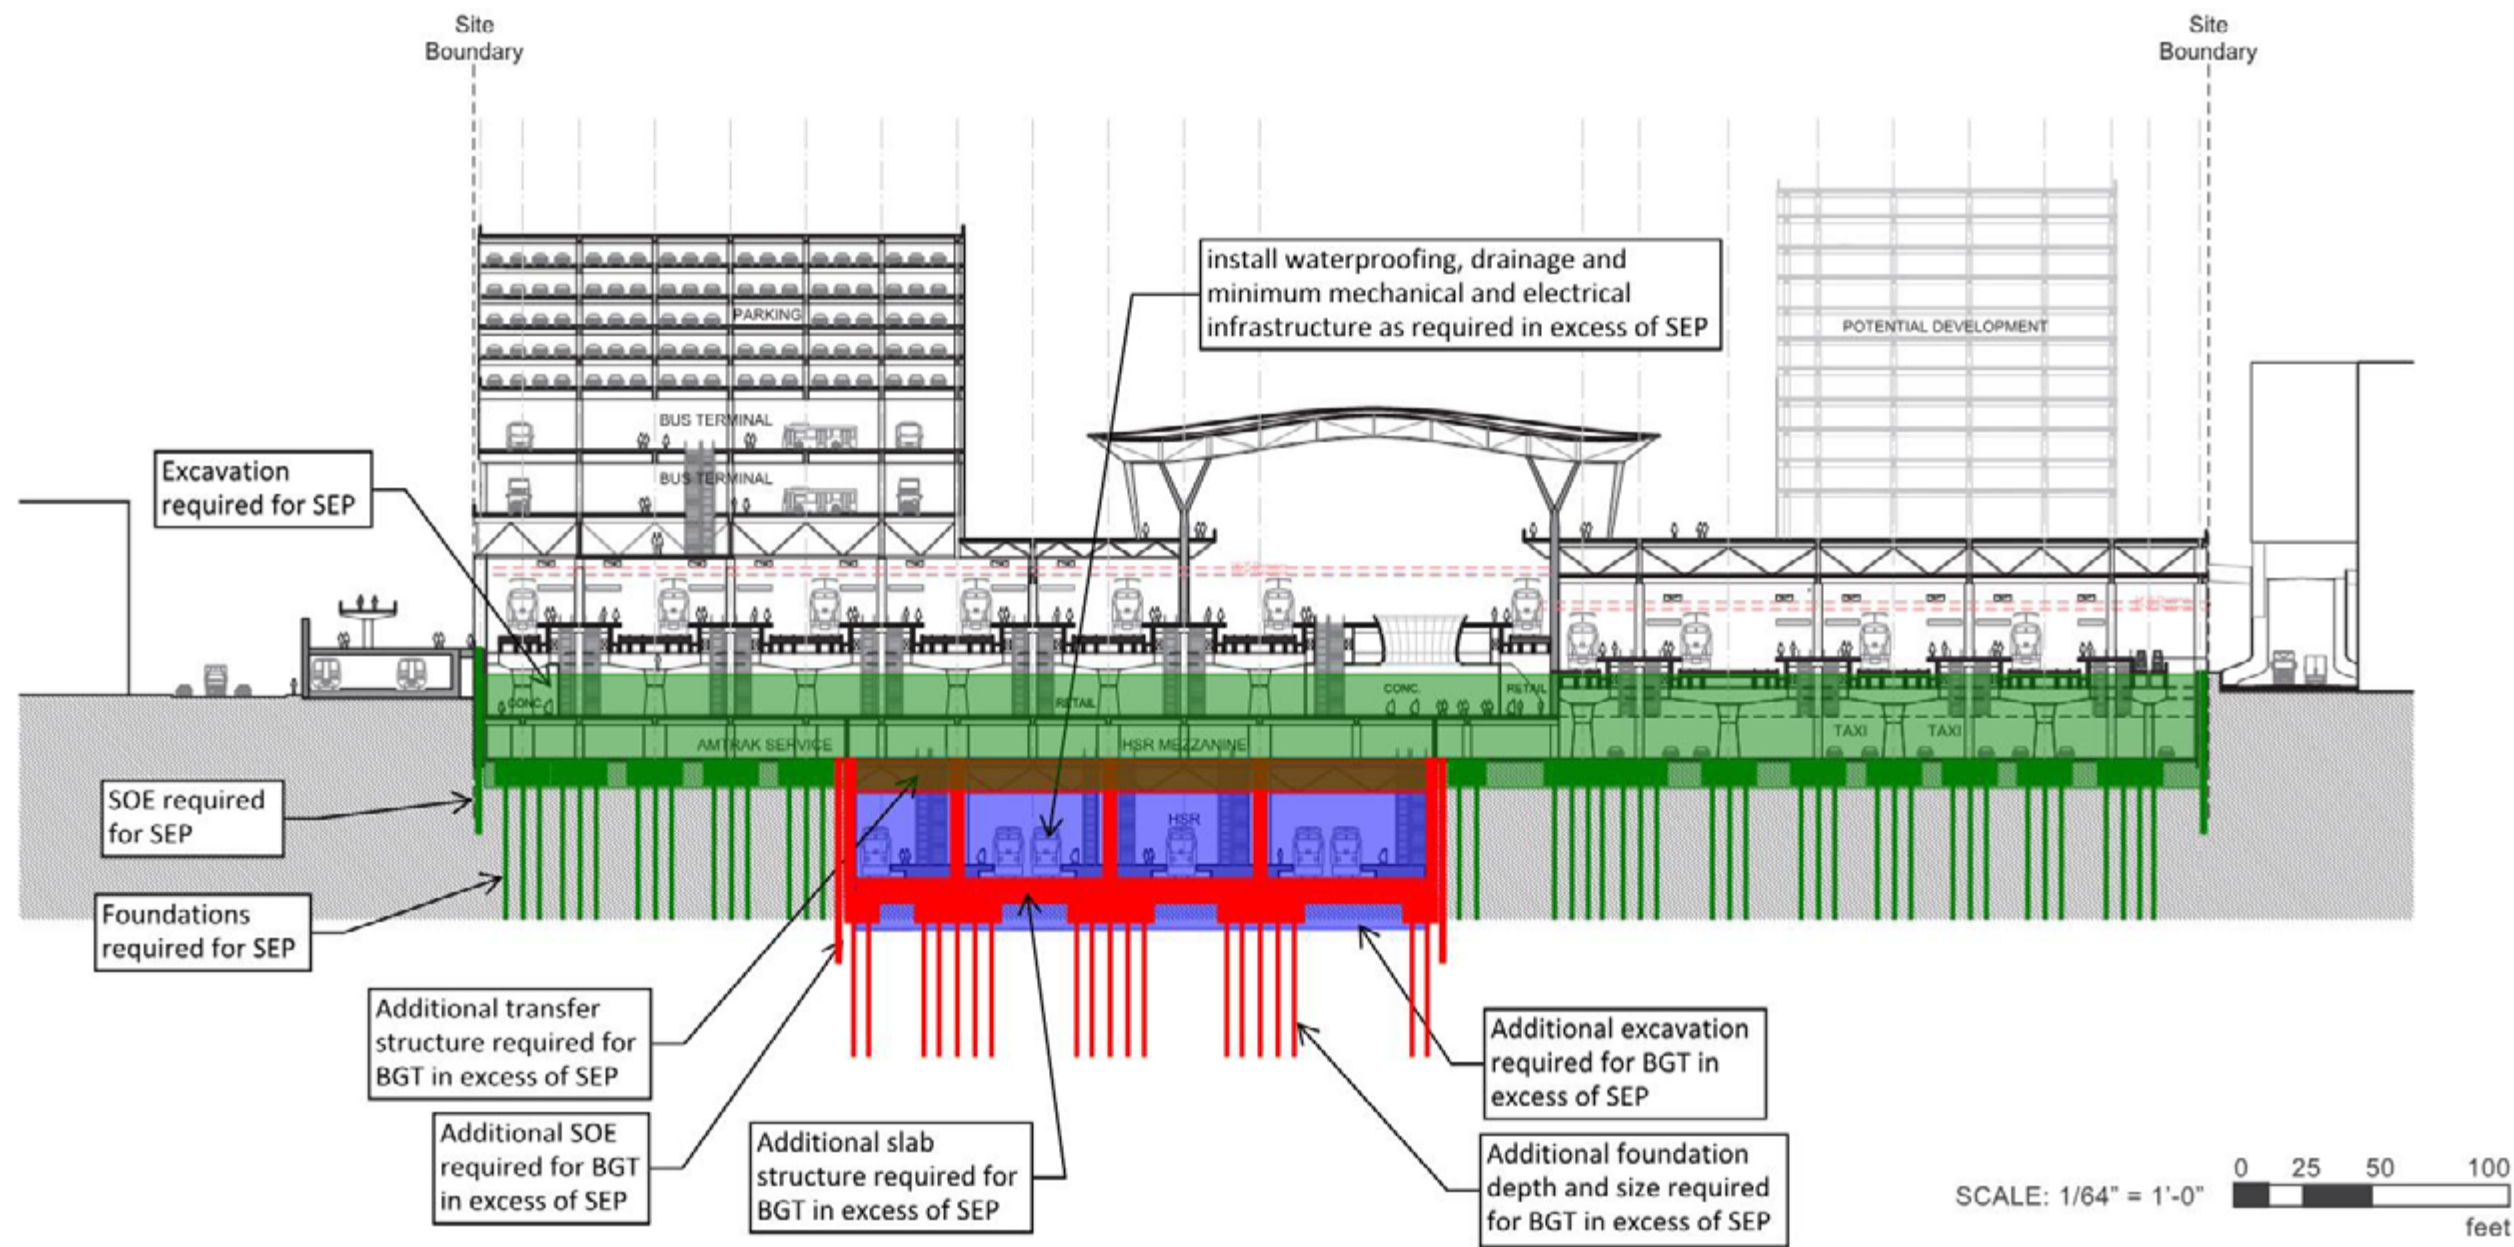 Site
Boundary
Site
Boundary
install waterproofing, drainage and
minimum mechanical and electrical
infrastructure as required in excess of SEP
PARKING
POTENTIAL DEVELOPMENT
BUS TERMINAL
BUS TERMINAL
Excavation
required for SEP
CONC.
RETAIL
CONC.
RETAIL
AMTRAK SERVICE
HSR MEZZANINE
TAXI
TAXI
SOE required
for SEP
HSR
Foundations
required for SEP
Additional transfer
structure required for
BGT in excess of SEP
Additional SOE
required for BGT
in excess of SEP
Additional slab
structure required for
BGT in excess of SEP
Additional excavation
required for BGT in
excess of SEP
Additional foundation
depth and size required
for BGT in excess of SEP
SCALE: 1/64" = 1'-0"
0 25 50 100
feet